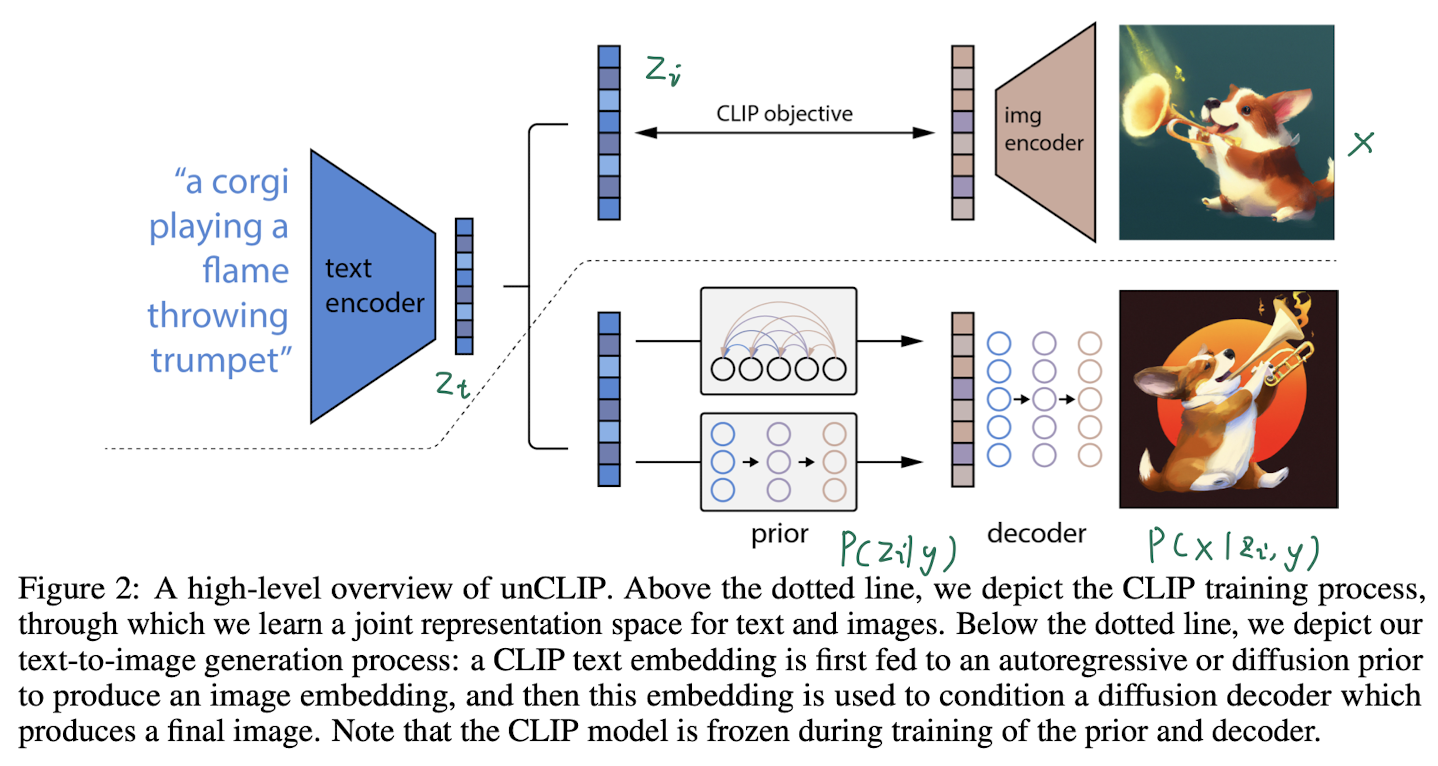 “a corgi
playing a
flame
throwing
trumpet”
text
encoder
Zt
Zi
CLIP objective
img
encoder
x
prior
P(Zi|y)
decoder
P(x|Zi, y)
Figure 2: A high-level overview of unCLIP. Above the dotted line, we depict the CLIP training process,
through which we learn a joint representation space for text and images. Below the dotted line, we depict our
text-to-image generation process: a CLIP text embedding is first fed to an autoregressive or diffusion prior
to produce an image embedding, and then this embedding is used to condition a diffusion decoder which
produces a final image. Note that the CLIP model is frozen during training of the prior and decoder.